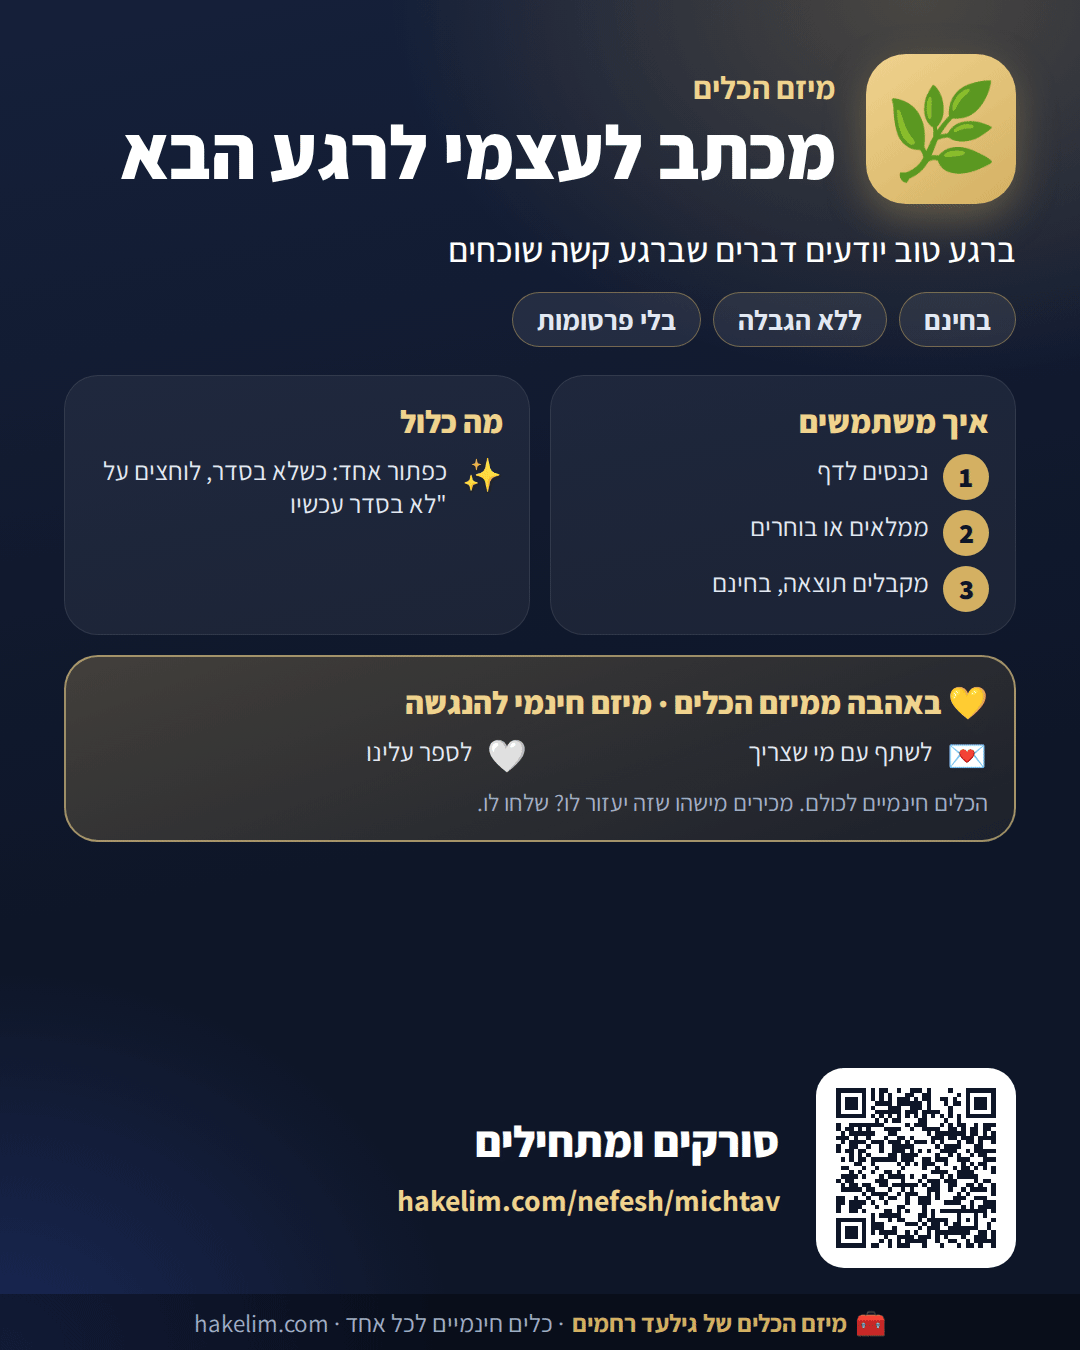 מיזם הכלים
מכתב לעצמי לרגע הבא
ברגע טוב יודעים דברים שברגע קשה שוכחים
בחינם
ללא הגבלה
בלי פרסומות
איך משתמשים
1 נכנסים לדף
2 ממלאים או בוחרים
3 מקבלים תוצאה, בחינם
מה כלול
כפתור אחד: כשלא בסדר, לוחצים על
"לא בסדר עכשיו
באהבה ממיזם הכלים · מיזם חינמי להנגשה
לשתף עם מי שצריך
לספר עלינו
הכלים חינמיים לכולם. מכירים מישהו שזה יעזור לו? שלחו לו.
סורקים ומתחילים
hakelim.com/nefesh/michtav
מיזם הכלים של גילעד רחמים · כלים חינמיים לכל אחד · hakelim.com